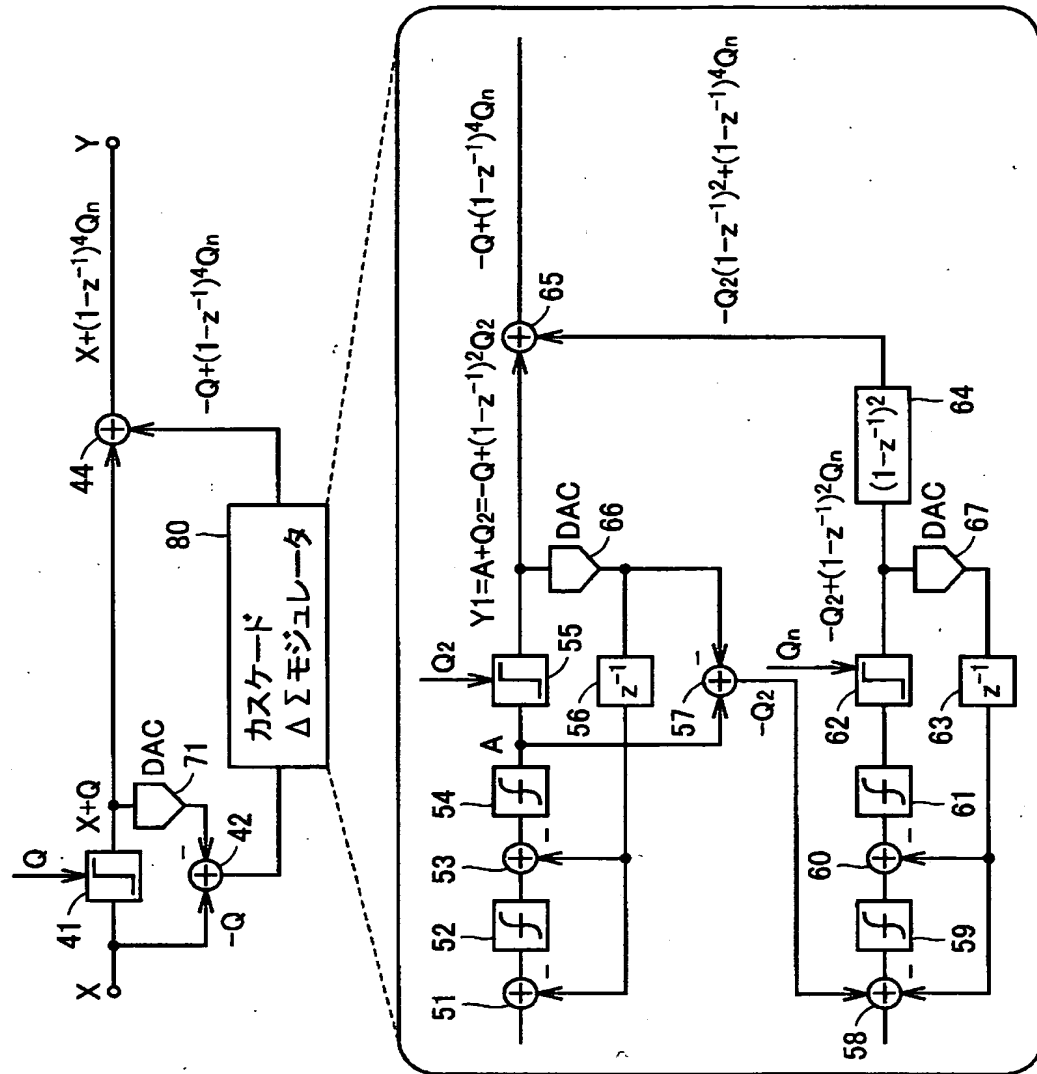 X
Q
41
X+Q
DAC
71
−
42
-Q
44
X+(1-z⁻¹)⁴Qn
Y
-Q+(1-z⁻¹)⁴Qn
80
カスケード
ΔΣモジュレータ
51
−
52
53
−
54
A
Q2
55
Y1=A+Q2=-Q+(1-z⁻¹)²Q2
-Q+(1-z⁻¹)⁴Qn
DAC
66
z⁻¹
56
−
57
-Q2
65
-Q2(1-z⁻¹)²+(1-z⁻¹)⁴Qn
58
−
59
60
−
61
Qn
62
-Q2+(1-z⁻¹)²Qn
DAC
67
z⁻¹
63
(1-z⁻¹)²
64